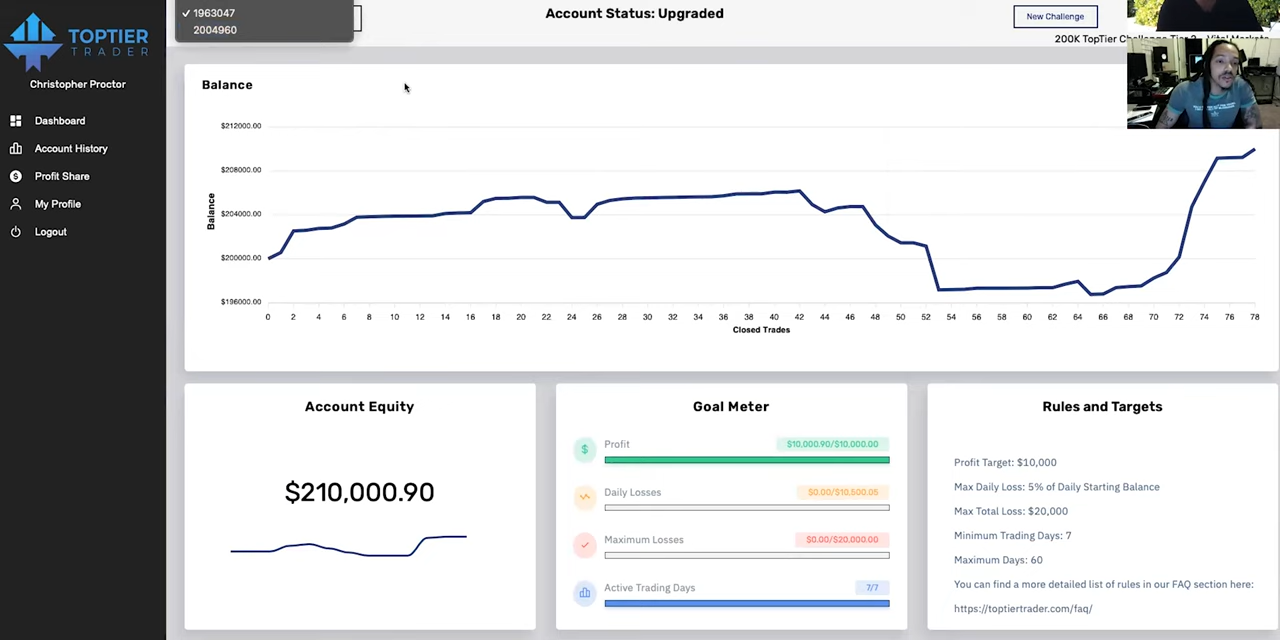 ✓ 1963047
2004960
Account Status: Upgraded
New Challenge
200K TopTier Challenge Tier 2 - Vital Markets
TOPTIER
TRADER
Christopher Proctor
Dashboard
Account History
Profit Share
My Profile
Logout
Balance
$212000.00
$208000.00
$204000.00
$200000.00
$196000.00
Balance
0 2 4 6 8 10 12 14 16 18 20 22 24 26 28 30 32 34 36 38 40 42 44 46 48 50 52 54 56 58 60 62 64 66 68 70 72 74 76 78
Closed Trades
Account Equity
$210,000.90
Goal Meter
Profit $10,000.90/$10,000.00
Daily Losses $0.00/$10,500.05
Maximum Losses $0.00/$20,000.00
Active Trading Days 7/7
Rules and Targets
Profit Target: $10,000
Max Daily Loss: 5% of Daily Starting Balance
Max Total Loss: $20,000
Minimum Trading Days: 7
Maximum Days: 60
You can find a more detailed list of rules in our FAQ section here:
https://toptiertrader.com/faq/